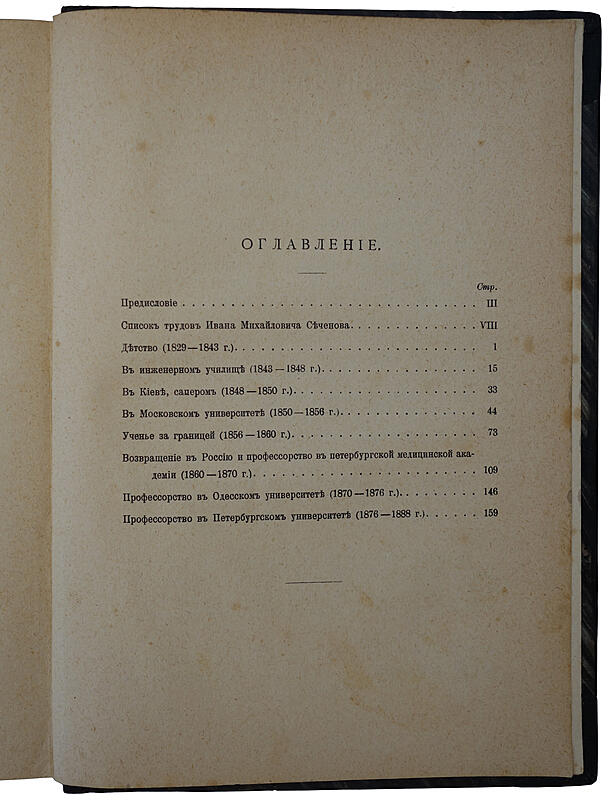 ОГЛАВЛЕНІЕ.
Стр.
Предисловіе . . . . . . . . . . . . . . . . . . . . . . . . . . . . . . III
Списокъ трудовъ Ивана Михайловича Сѣченова. . . . . . . . . . . . . . VIII
Дѣтство (1829—1843 г.). . . . . . . . . . . . . . . . . . . . . . . . . 1
Въ инженерномъ училищѣ (1843—1848 г.). . . . . . . . . . . . . . . . . 15
Въ Кіевѣ, саперомъ (1848—1850 г.). . . . . . . . . . . . . . . . . . . 33
Въ Московскомъ университетѣ (1850—1856 г.). . . . . . . . . . . . . . . 44
Ученье за границей (1856—1860 г.). . . . . . . . . . . . . . . . . . . 73
Возвращеніе въ Россію и профессорство въ петербургской медицинской ака-
деміи (1860—1870 г.). . . . . . . . . . . . . . . . . . . . . . . 109
Профессорство въ Одесскомъ университетѣ (1870—1876 г.). . . . . . . . . 146
Профессорство въ Петербургскомъ университетѣ (1876—1888 г.). . . . . . 159